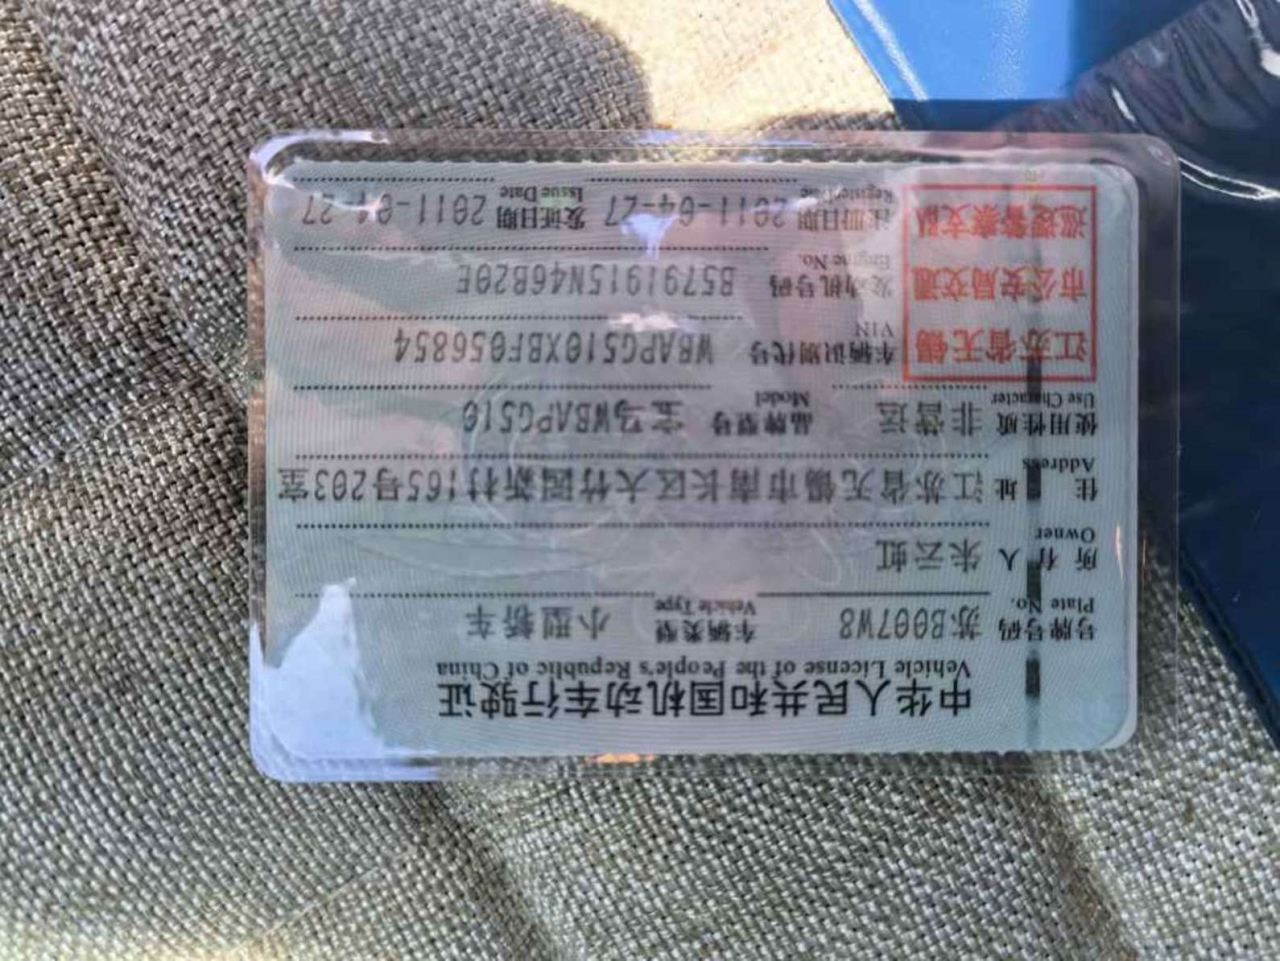 中华人民共和国机动车行驶证
Vehicle License of the People's Republic of China
号牌号码 苏B007W8 车辆类型 小型轿车
Plate No. Vehicle Type
所有人 朱云虹
Owner
住址 江苏省无锡市南长区大竹园新村165号203室
Address
使用性质 非营运 品牌型号 宝马WBAPG510
Use Character Model
江苏省无锡市公安局交通巡逻警察支队
车辆识别代号 WBAPG510XBF056854
VIN
发动机号码 B5791915N46B20E
Engine No.
注册日期 2011-04-27 发证日期 2011-04-27
Register Date Issue Date